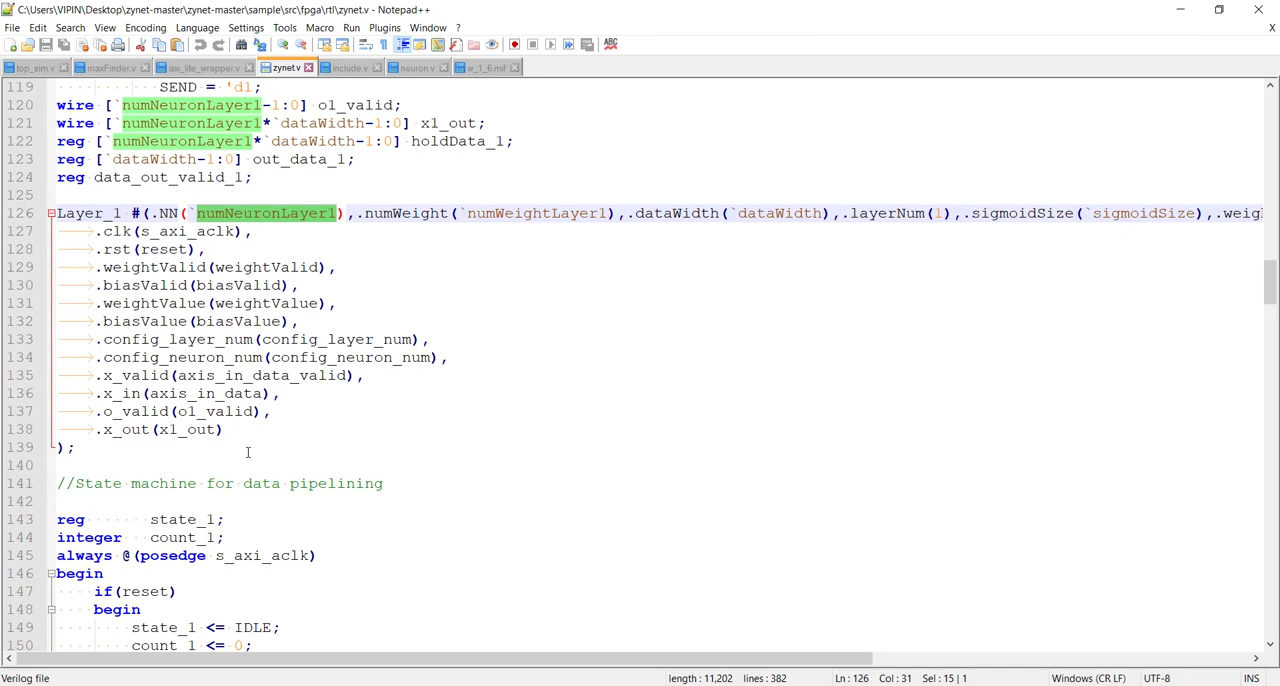 C:\Users\VIPIN\Desktop\zynet-master\zynet-master\sample\src\fpga\rtl\zynet.v - Notepad++
File Edit Search View Encoding Language Settings Tools Macro Run Plugins Window ? X
top_sim.v maxFinder.v axi_lite_wrapper.v zynet.v include.v neuron.v w_1_6.mif
119 SEND = 'd1;
120 wire [`numNeuronLayer1-1:0] o1_valid;
121 wire [`numNeuronLayer1*`dataWidth-1:0] x1_out;
122 reg [`numNeuronLayer1*`dataWidth-1:0] holdData_1;
123 reg [`dataWidth-1:0] out_data_1;
124 reg data_out_valid_1;
125
126 Layer_1 #(.NN(`numNeuronLayer1),.numWeight(`numWeightLayer1),.dataWidth(`dataWidth),.layerNum(1),.sigmoidSize(`sigmoidSize),.weig
127 .clk(s_axi_aclk),
128 .rst(reset),
129 .weightValid(weightValid),
130 .biasValid(biasValid),
131 .weightValue(weightValue),
132 .biasValue(biasValue),
133 .config_layer_num(config_layer_num),
134 .config_neuron_num(config_neuron_num),
135 .x_valid(axis_in_data_valid),
136 .x_in(axis_in_data),
137 .o_valid(o1_valid),
138 .x_out(x1_out)
139 );
140
141 //State machine for data pipelining
142
143 reg state_1;
144 integer count_1;
145 always @(posedge s_axi_aclk)
146 begin
147 if(reset)
148 begin
149 state_1 <= IDLE;
150 count_1 <= 0;
Verilog file length : 11,202 lines : 382 Ln : 126 Col : 31 Sel : 15 | 1 Windows (CR LF) UTF-8 INS